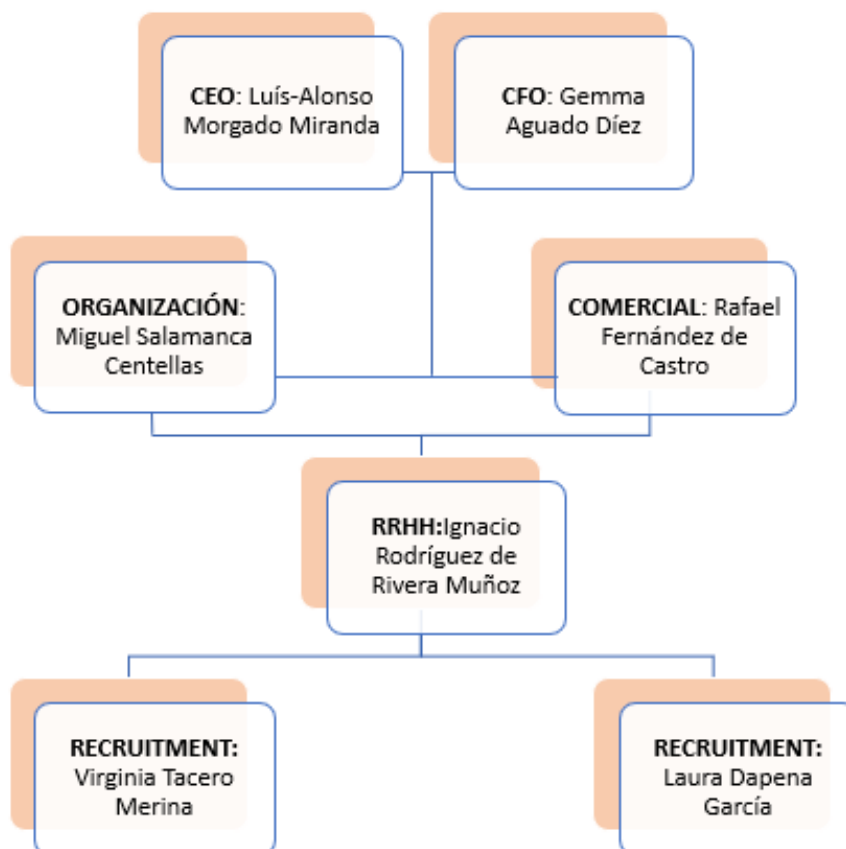 CEO: Luís-Alonso
Morgado Miranda
CFO: Gemma
Aguado Díez
ORGANIZACIÓN:
Miguel Salamanca
Centellas
COMERCIAL: Rafael
Fernández de
Castro
RRHH:Ignacio
Rodríguez de
Rivera Muñoz
RECRUITMENT:
Virginia Tacero
Merina
RECRUITMENT:
Laura Dapena
García